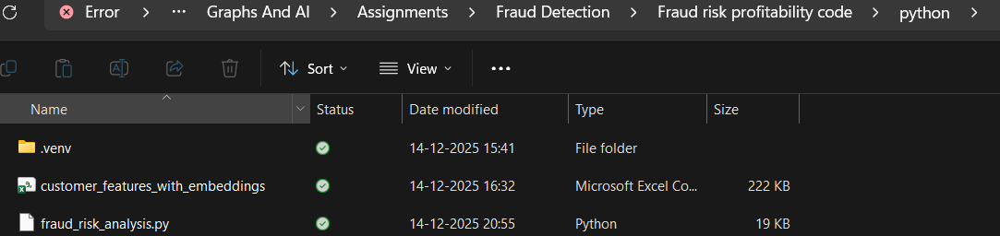 Error > ··· Graphs And AI > Assignments > Fraud Detection > Fraud risk profitability code > python >
Sort View ···
Name Status Date modified Type Size
.venv 14-12-2025 15:41 File folder
customer_features_with_embeddings 14-12-2025 16:32 Microsoft Excel Co... 222 KB
fraud_risk_analysis.py 14-12-2025 20:55 Python 19 KB